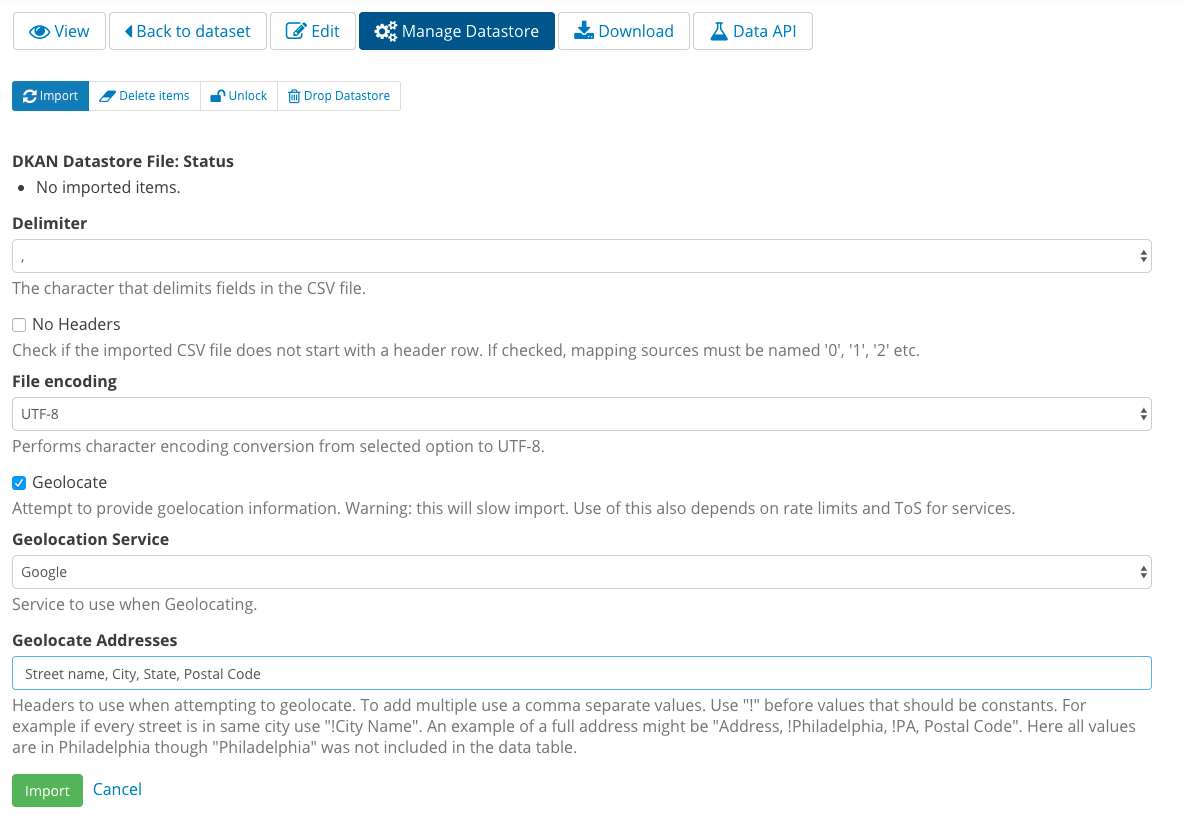 View Back to dataset Edit Manage Datastore Download Data API
Import Delete items Unlock Drop Datastore
DKAN Datastore File: Status
• No imported items.
Delimiter
,
The character that delimits fields in the CSV file.
No Headers
Check if the imported CSV file does not start with a header row. If checked, mapping sources must be named '0', '1', '2' etc.
File encoding
UTF-8
Performs character encoding conversion from selected option to UTF-8.
Geolocate
Attempt to provide goelocation information. Warning: this will slow import. Use of this also depends on rate limits and ToS for services.
Geolocation Service
Google
Service to use when Geolocating.
Geolocate Addresses
Street name, City, State, Postal Code
Headers to use when attempting to geolocate. To add multiple use a comma separate values. Use "!" before values that should be constants. For
example if every street is in same city use "!City Name". An example of a full address might be "Address, !Philadelphia, !PA, Postal Code". Here all values
are in Philadelphia though "Philadelphia" was not included in the data table.
Import Cancel